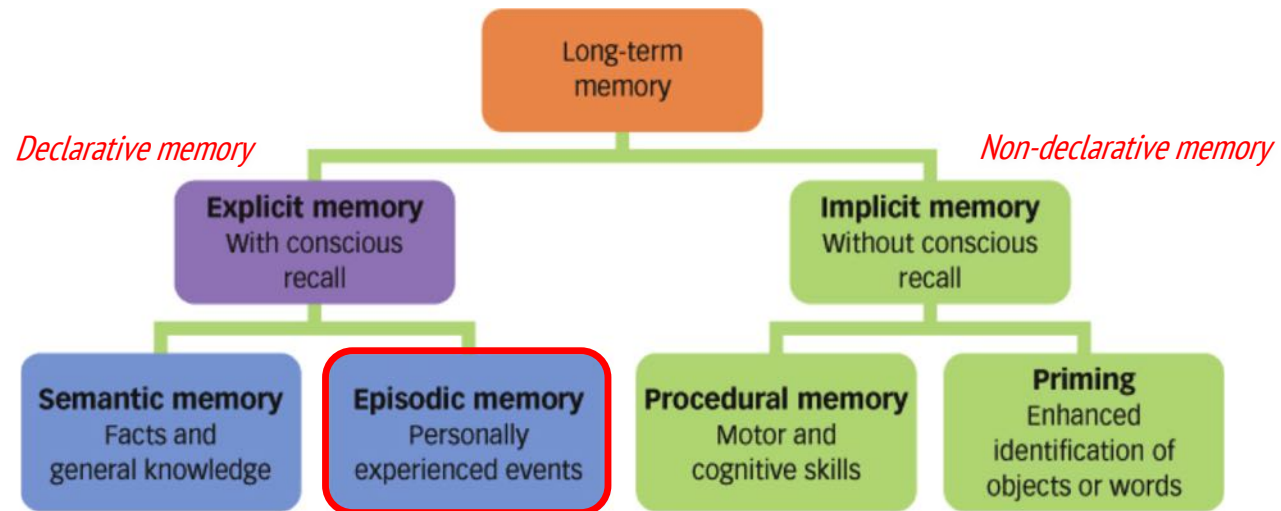 Long-term
memory
Declarative memory
Non-declarative memory
Explicit memory
With conscious
recall
Implicit memory
Without conscious
recall
Semantic memory
Facts and
general knowledge
Episodic memory
Personally
experienced events
Procedural memory
Motor and
cognitive skills
Priming
Enhanced
identification of
objects or words